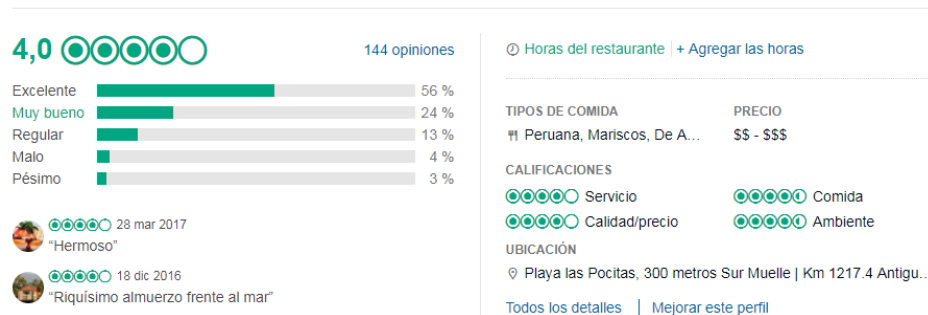 4,0 144 opiniones
Excelente 56 %
Muy bueno 24 %
Regular 13 %
Malo 4 %
Pésimo 3 %
28 mar 2017
“Hermoso”
18 dic 2016
“Riquísimo almuerzo frente al mar”
Horas del restaurante + Agregar las horas
TIPOS DE COMIDA PRECIO
Peruana, Mariscos, De A... $$ - $$$
CALIFICACIONES
Servicio Comida
Calidad/precio Ambiente
UBICACIÓN
Playa las Pocitas, 300 metros Sur Muelle | Km 1217.4 Antigu...
Todos los detalles | Mejorar este perfil